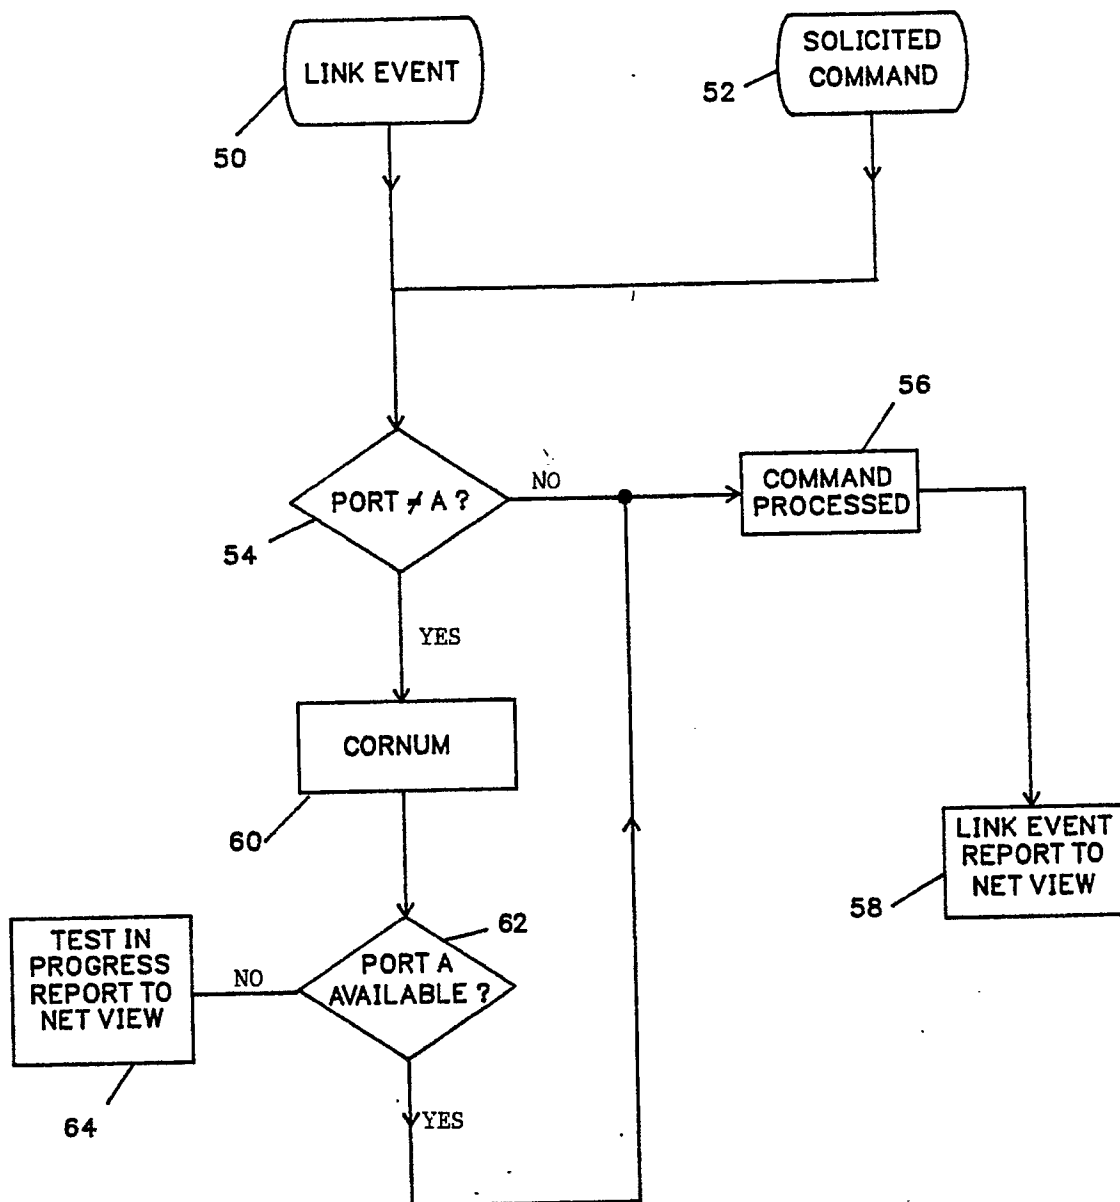 LINK EVENT
50
SOLICITED
COMMAND
52
PORT ≠ A ?
54
NO
YES
COMMAND
PROCESSED
56
CORNUM
60
LINK EVENT
REPORT TO
NET VIEW
58
PORT A
AVAILABLE ?
62
NO
YES
TEST IN
PROGRESS
REPORT TO
NET VIEW
64